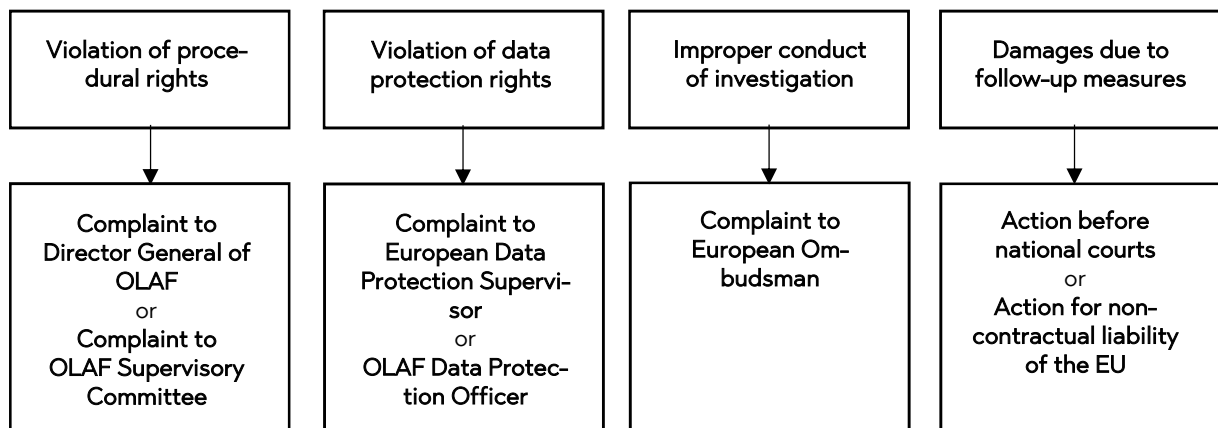 Violation of proce-
dural rights
Violation of data
protection rights
Improper conduct
of investigation
Damages due to
follow-up measures
Complaint to
Director General of
OLAF
or
Complaint to
OLAF Supervisory
Committee
Complaint to
European Data
Protection Supervi-
sor
or
OLAF Data Protec-
tion Officer
Complaint to
European Om-
budsman
Action before
national courts
or
Action for non-
contractual liability
of the EU